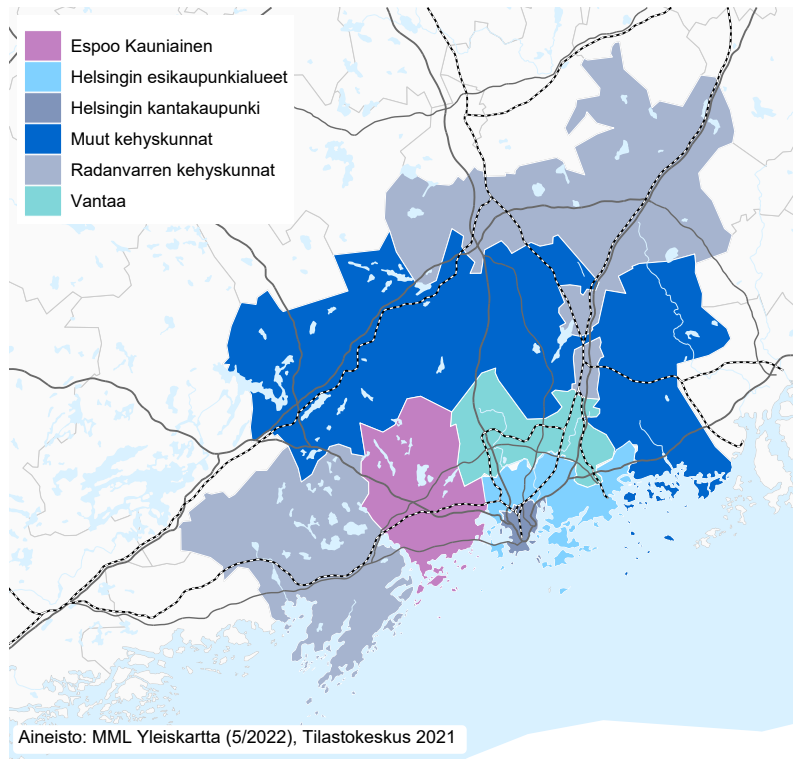 Espoo Kauniainen
Helsingin esikaupunkialueet
Helsingin kantakaupunki
Muut kehyskunnat
Radanvarren kehyskunnat
Vantaa
Aineisto: MML Yleiskartta (5/2022), Tilastokeskus 2021